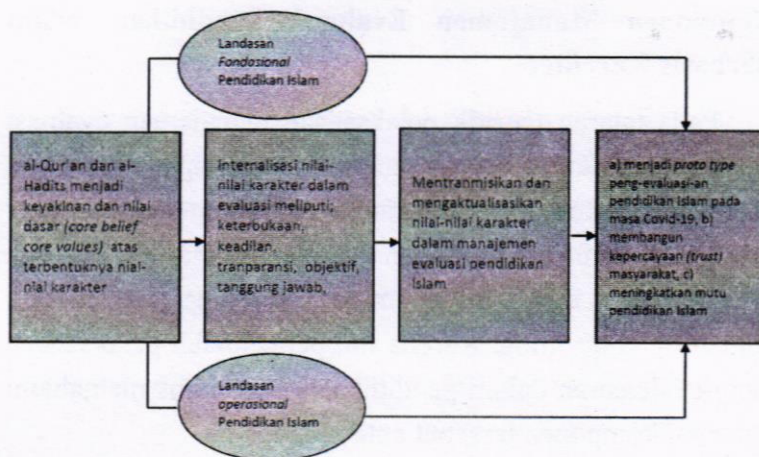 Landasan
Fondasional
Pendidikan Islam
al-Qur'an dan al-
Hadits menjadi
keyakinan dan nilai
dasar (core belief
core values) atas
terbentuknya nial-
nial karakter
internalisasi nilai-
nilai karakter dalam
evaluasi meliputi;
keterbukaan,
keadilan,
tranparansi, objektif,
tanggung jawab,
Mentranmisikan dan
mengaktualisasikan
nilai-nilai karakter
dalam manajemen
evaluasi pendidikan
Islam
a) menjadi proto type
peng-evaluasi-an
pendidikan Islam pada
masa Covid-19, b)
membangun
kepercayaan (trust)
masyarakat, c)
meningkatkan mutu
pendidikan Islam
Landasan
operasional
Pendidikan Islam